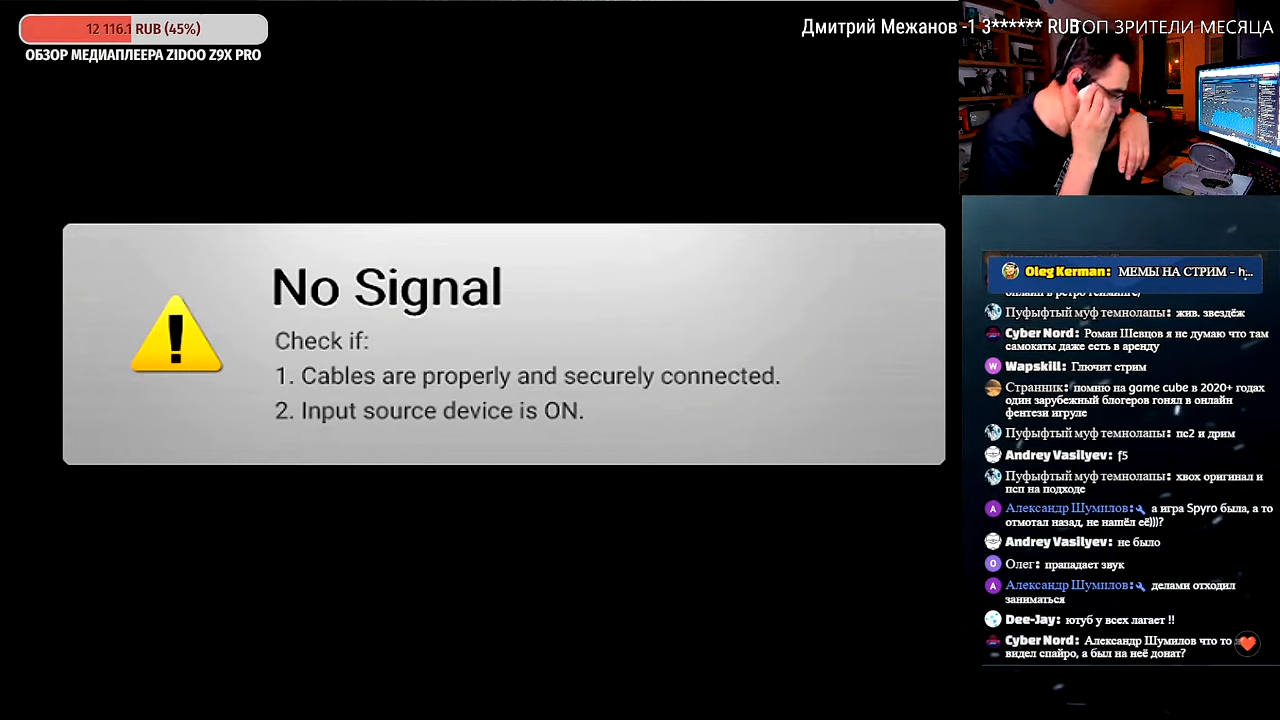 12 116.1 RUB (45%)
ОБЗОР МЕДИАПЛЕЕРА ZIDOO Z9X PRO
Дмитрий Межанов -1 3****** RUB
ТОП ЗРИТЕЛИ МЕСЯЦА
No Signal
Check if:
1. Cables are properly and securely connected.
2. Input source device is ON.
Oleg Kerman: МЕМЫ НА СТРИМ - h...
Пуфыфтый муф темнолапы: жив. звездёж
Cyber Nord: Роман Шевцов я не думаю что там
самокаты даже есть в аренду
Wapskill: Глючит стрим
Странник: помню на game cube в 2020+ годах
один зарубежный блогеров гонял в онлайн
фентези игруле
Пуфыфтый муф темнолапы: пс2 и дрим
Andrey Vasilyev: f5
Пуфыфтый муф темнолапы: хвох оригинал и
псп на подходе
Александр Шумилов: а игра Spyro была, а то
отмотал назад, не нашёл её)))?
Andrey Vasilyev: не было
Олег: прападает звук
Александр Шумилов: делами отходил
заниматься
Dee-Jay: ютуб у всех лагает !!
Cyber Nord: Александр Шумилов что то
видел спайро, а был на неё донат?